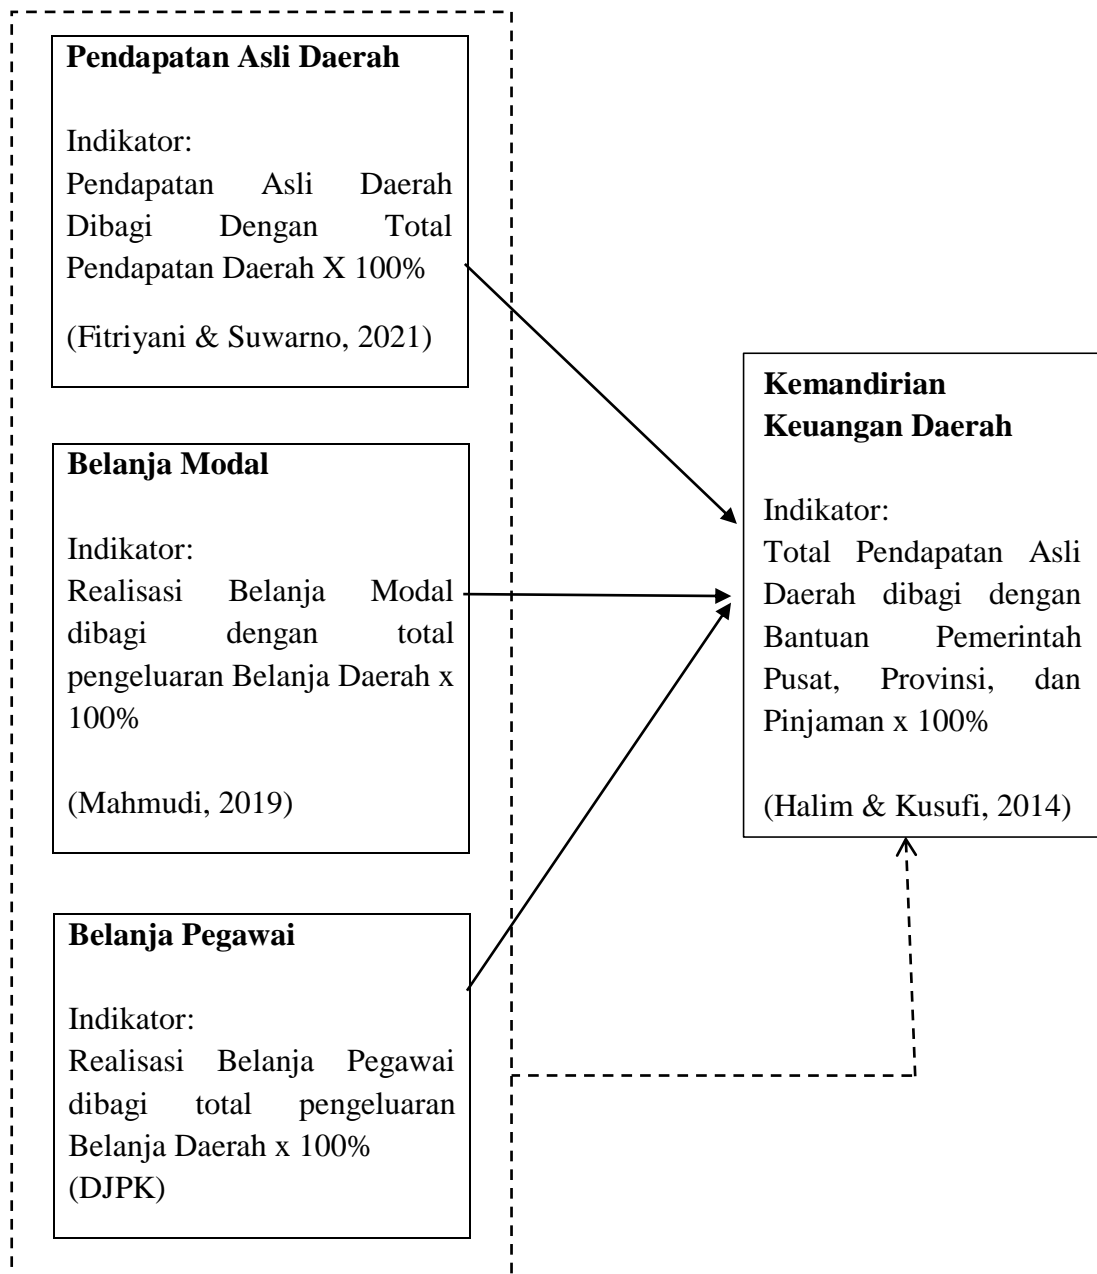 Pendapatan Asli Daerah
Indikator:
Pendapatan Asli Daerah
Dibagi Dengan Total
Pendapatan Daerah X 100%
(Fitriyani & Suwarno, 2021)
Belanja Modal
Indikator:
Realisasi Belanja Modal
dibagi dengan total
pengeluaran Belanja Daerah x
100%
(Mahmudi, 2019)
Belanja Pegawai
Indikator:
Realisasi Belanja Pegawai
dibagi total pengeluaran
Belanja Daerah x 100%
(DJPK)
Kemandirian
Keuangan Daerah
Indikator:
Total Pendapatan Asli
Daerah dibagi dengan
Bantuan Pemerintah
Pusat, Provinsi, dan
Pinjaman x 100%
(Halim & Kusufi, 2014)